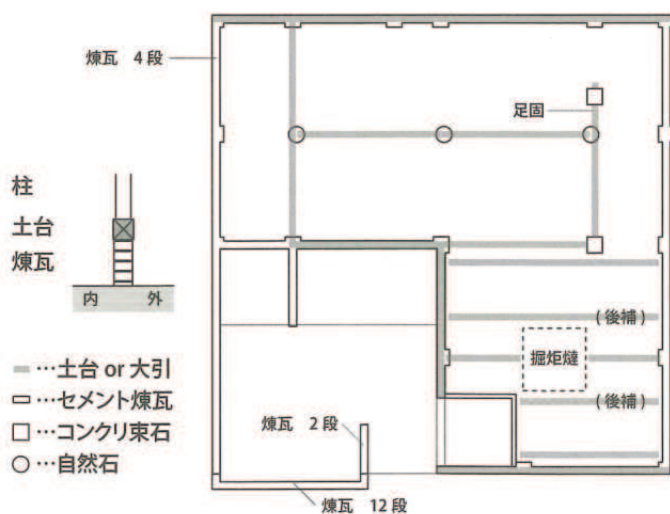 煉瓦 4段
足固
柱
土台
煉瓦
内 外
(後補)
掘炬燵
(後補)
…土台 or 大引
…セメント煉瓦
…コンクリ束石
…自然石
煉瓦 2段
煉瓦 12段